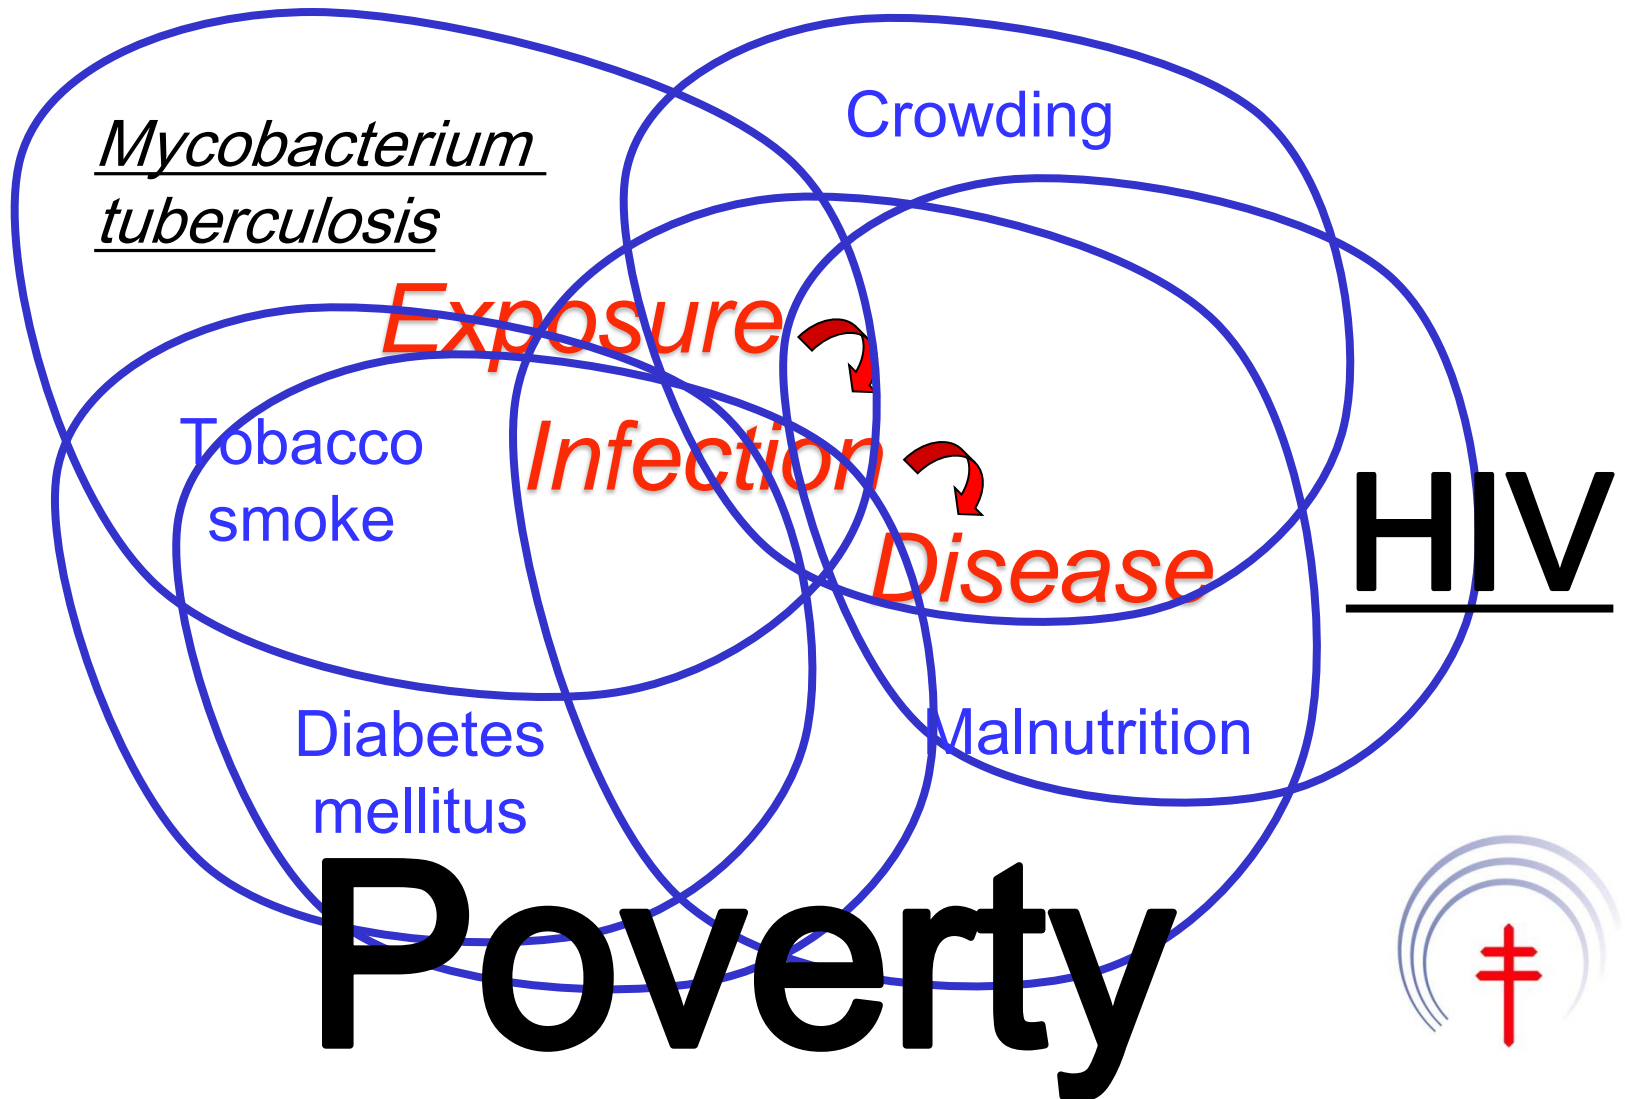 Mycobacterium
tuberculosis
Crowding
Exposure
Infection
Disease
Tobacco
smoke
HIV
Diabetes
mellitus
Malnutrition
Poverty